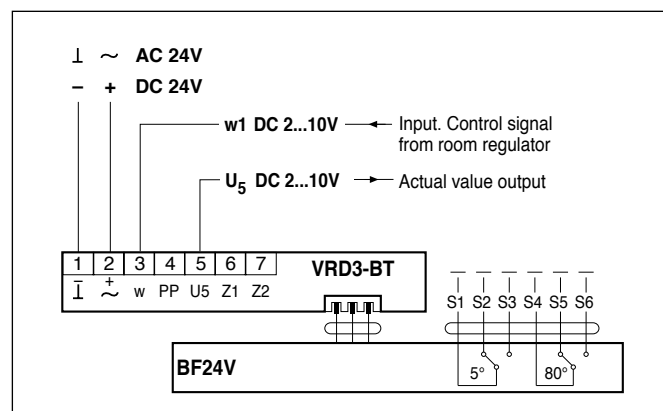 ⊥ ~ AC 24V
– + DC 24V
w1 DC 2...10V Input. Control signal
from room regulator
U5 DC 2...10V Actual value output
1 2 3 4 5 6 7 VRD3-BT
– +
⊥ ~ w PP U5 Z1 Z2
S1 S2 S3 S4 S5 S6
BF24V 5° 80°